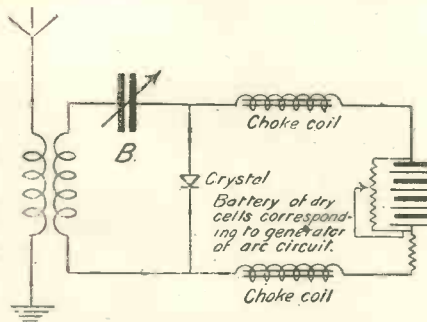 Choke coil
B.
Crystal
Battery of dry
cells correspond-
ing to generator
of arc circuit.
Choke coil